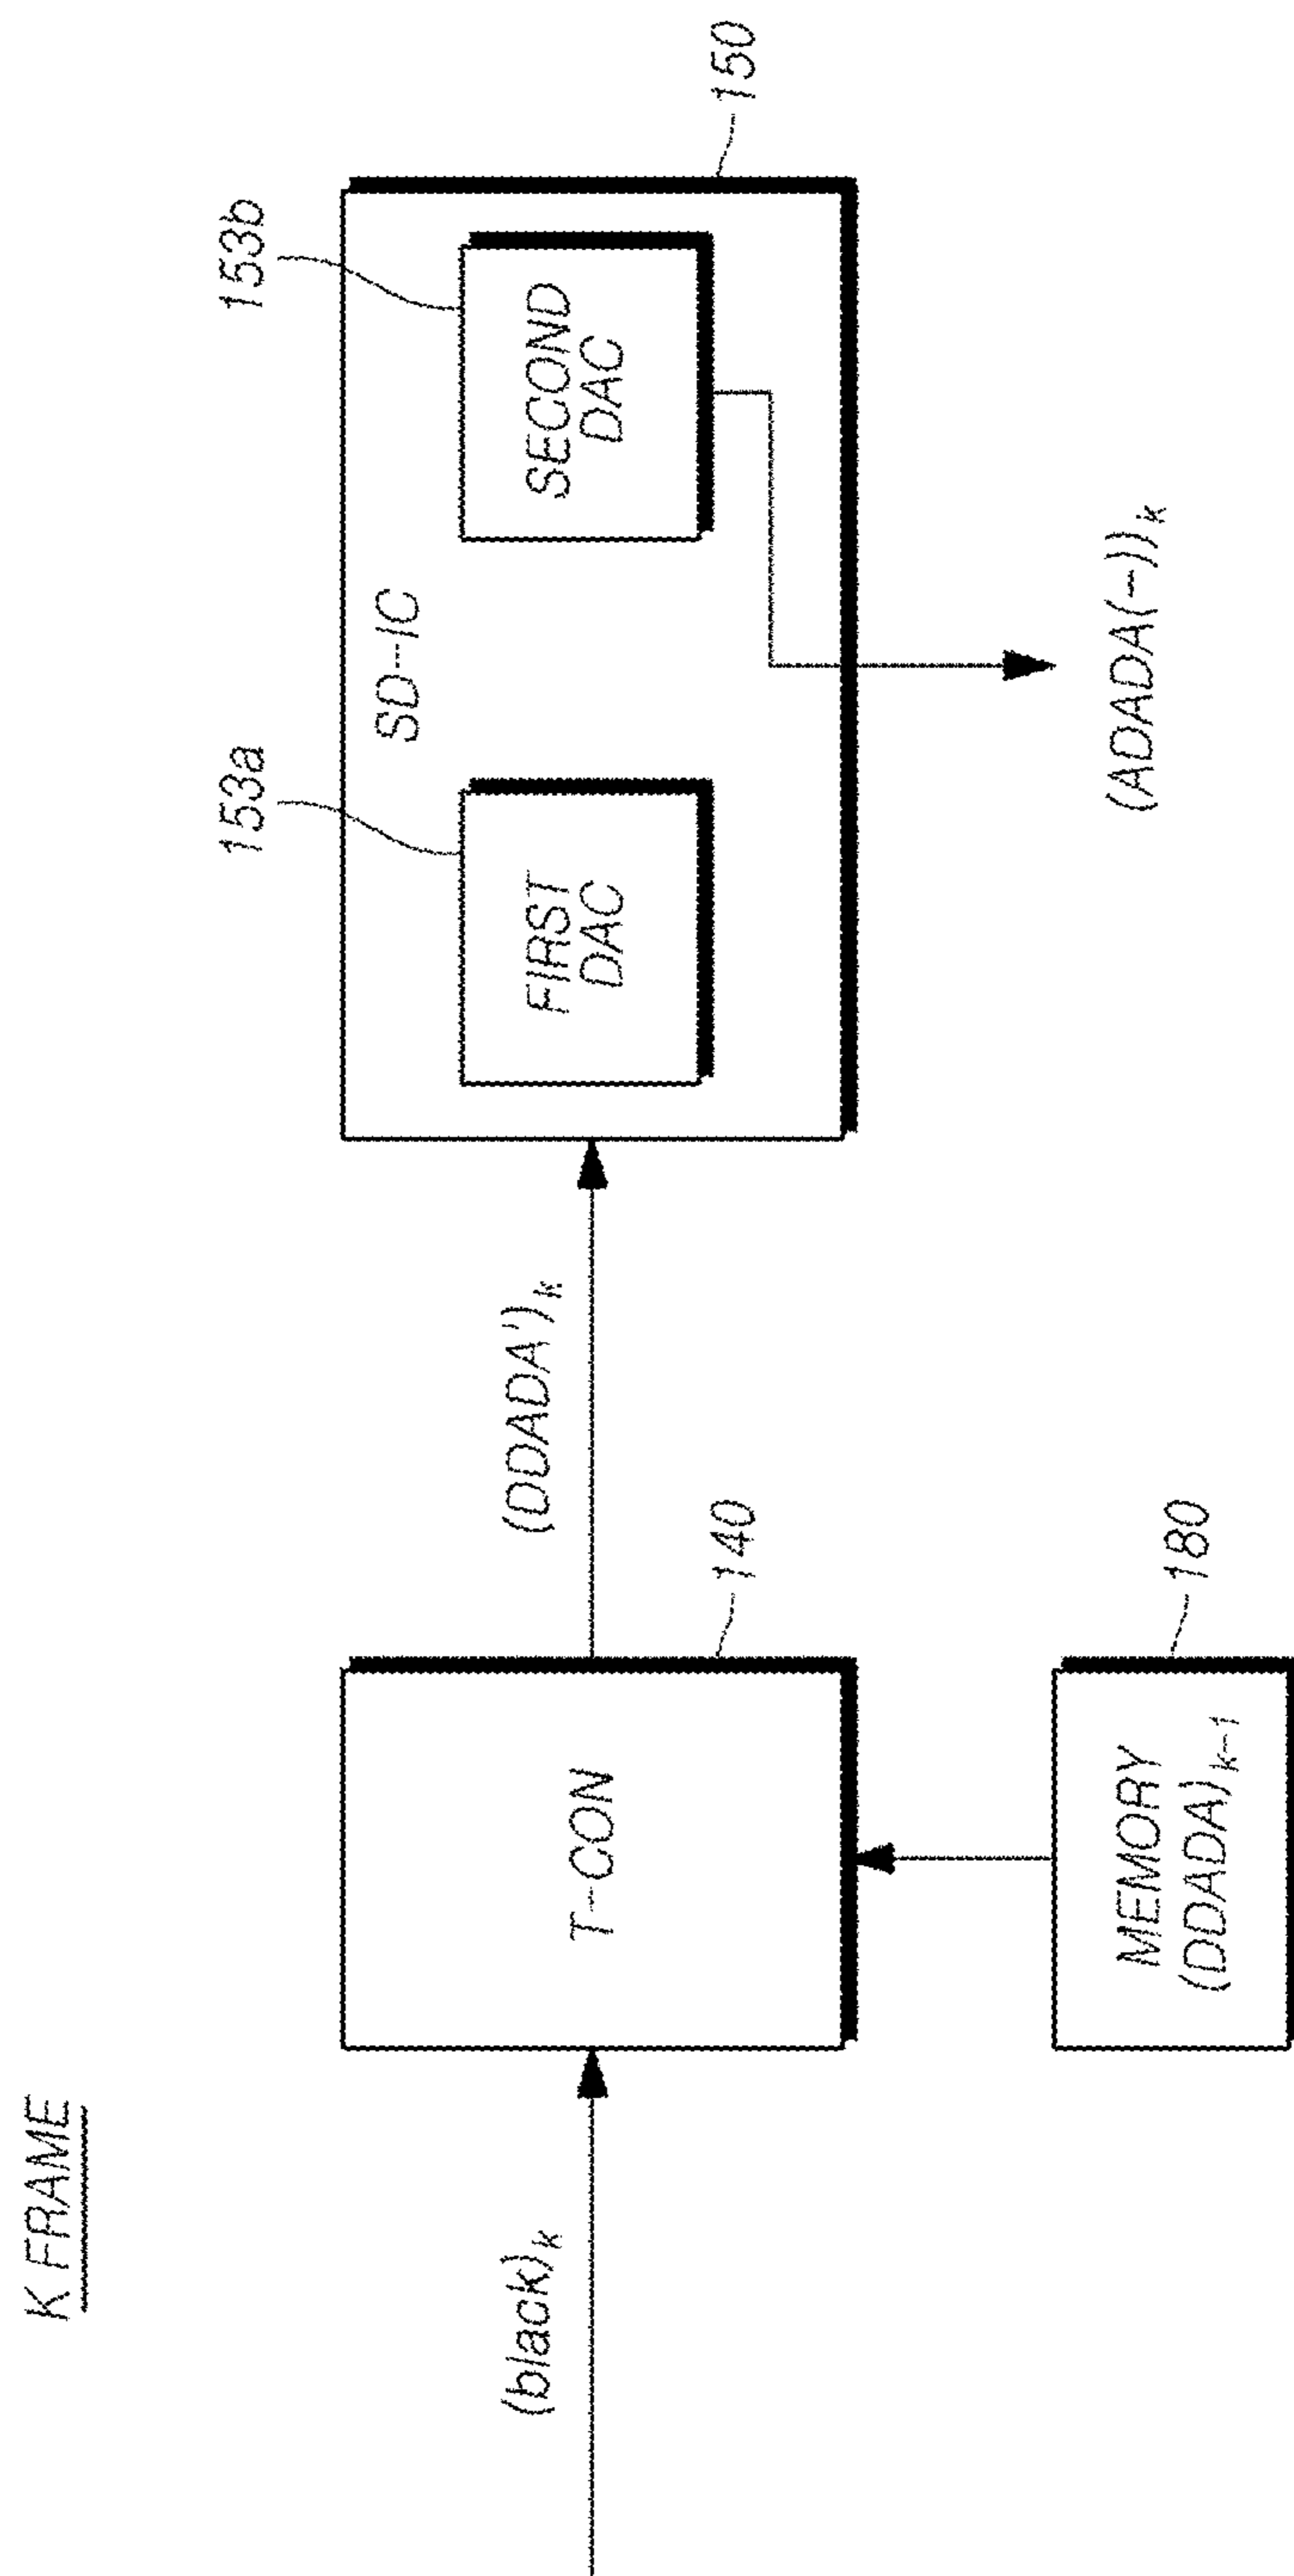 K FRAME
153a
153b
SD-IC
(black)k
T-CON
(DDADA')k
FIRST
DAC
SECOND
DAC
140
150
MEMORY
(DDADA)k-1
180
(ADADA(-))k